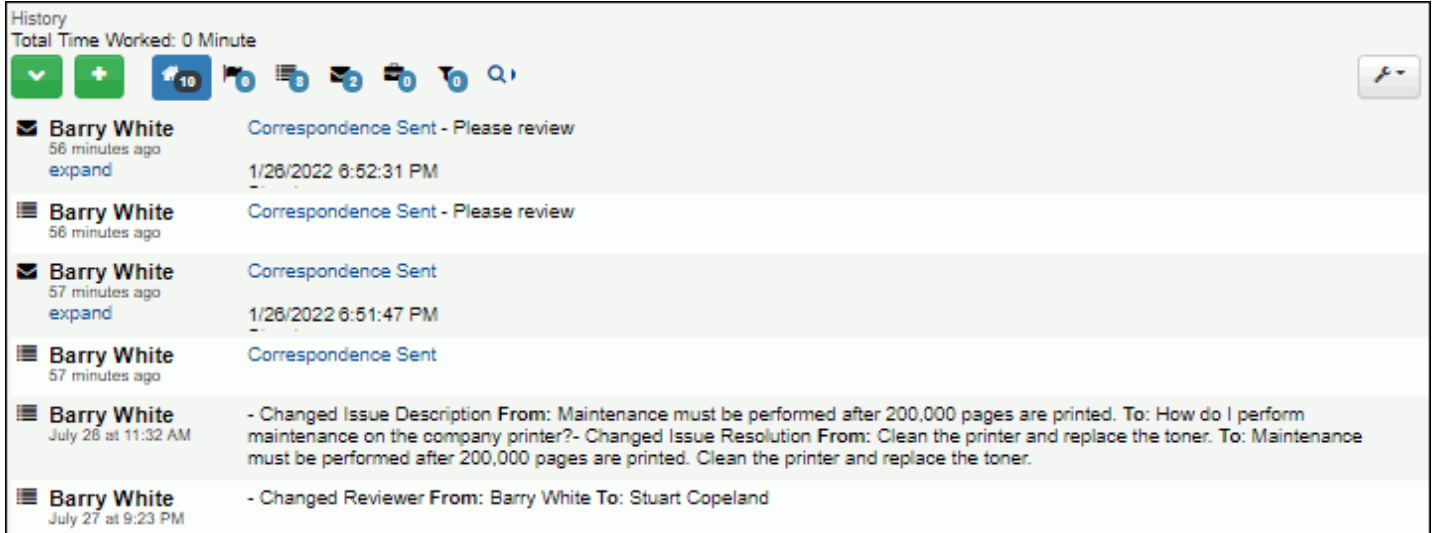 History
Total Time Worked: 0 Minute
10 0 8 2 0 0
Barry White Correspondence Sent - Please review
56 minutes ago
expand 1/26/2022 6:52:31 PM
Barry White Correspondence Sent - Please review
56 minutes ago
Barry White Correspondence Sent
57 minutes ago
expand 1/26/2022 6:51:47 PM
Barry White Correspondence Sent
57 minutes ago
Barry White - Changed Issue Description From: Maintenance must be performed after 200,000 pages are printed. To: How do I perform
July 28 at 11:32 AM maintenance on the company printer?- Changed Issue Resolution From: Clean the printer and replace the toner. To: Maintenance
must be performed after 200,000 pages are printed. Clean the printer and replace the toner.
Barry White - Changed Reviewer From: Barry White To: Stuart Copeland
July 27 at 9:23 PM